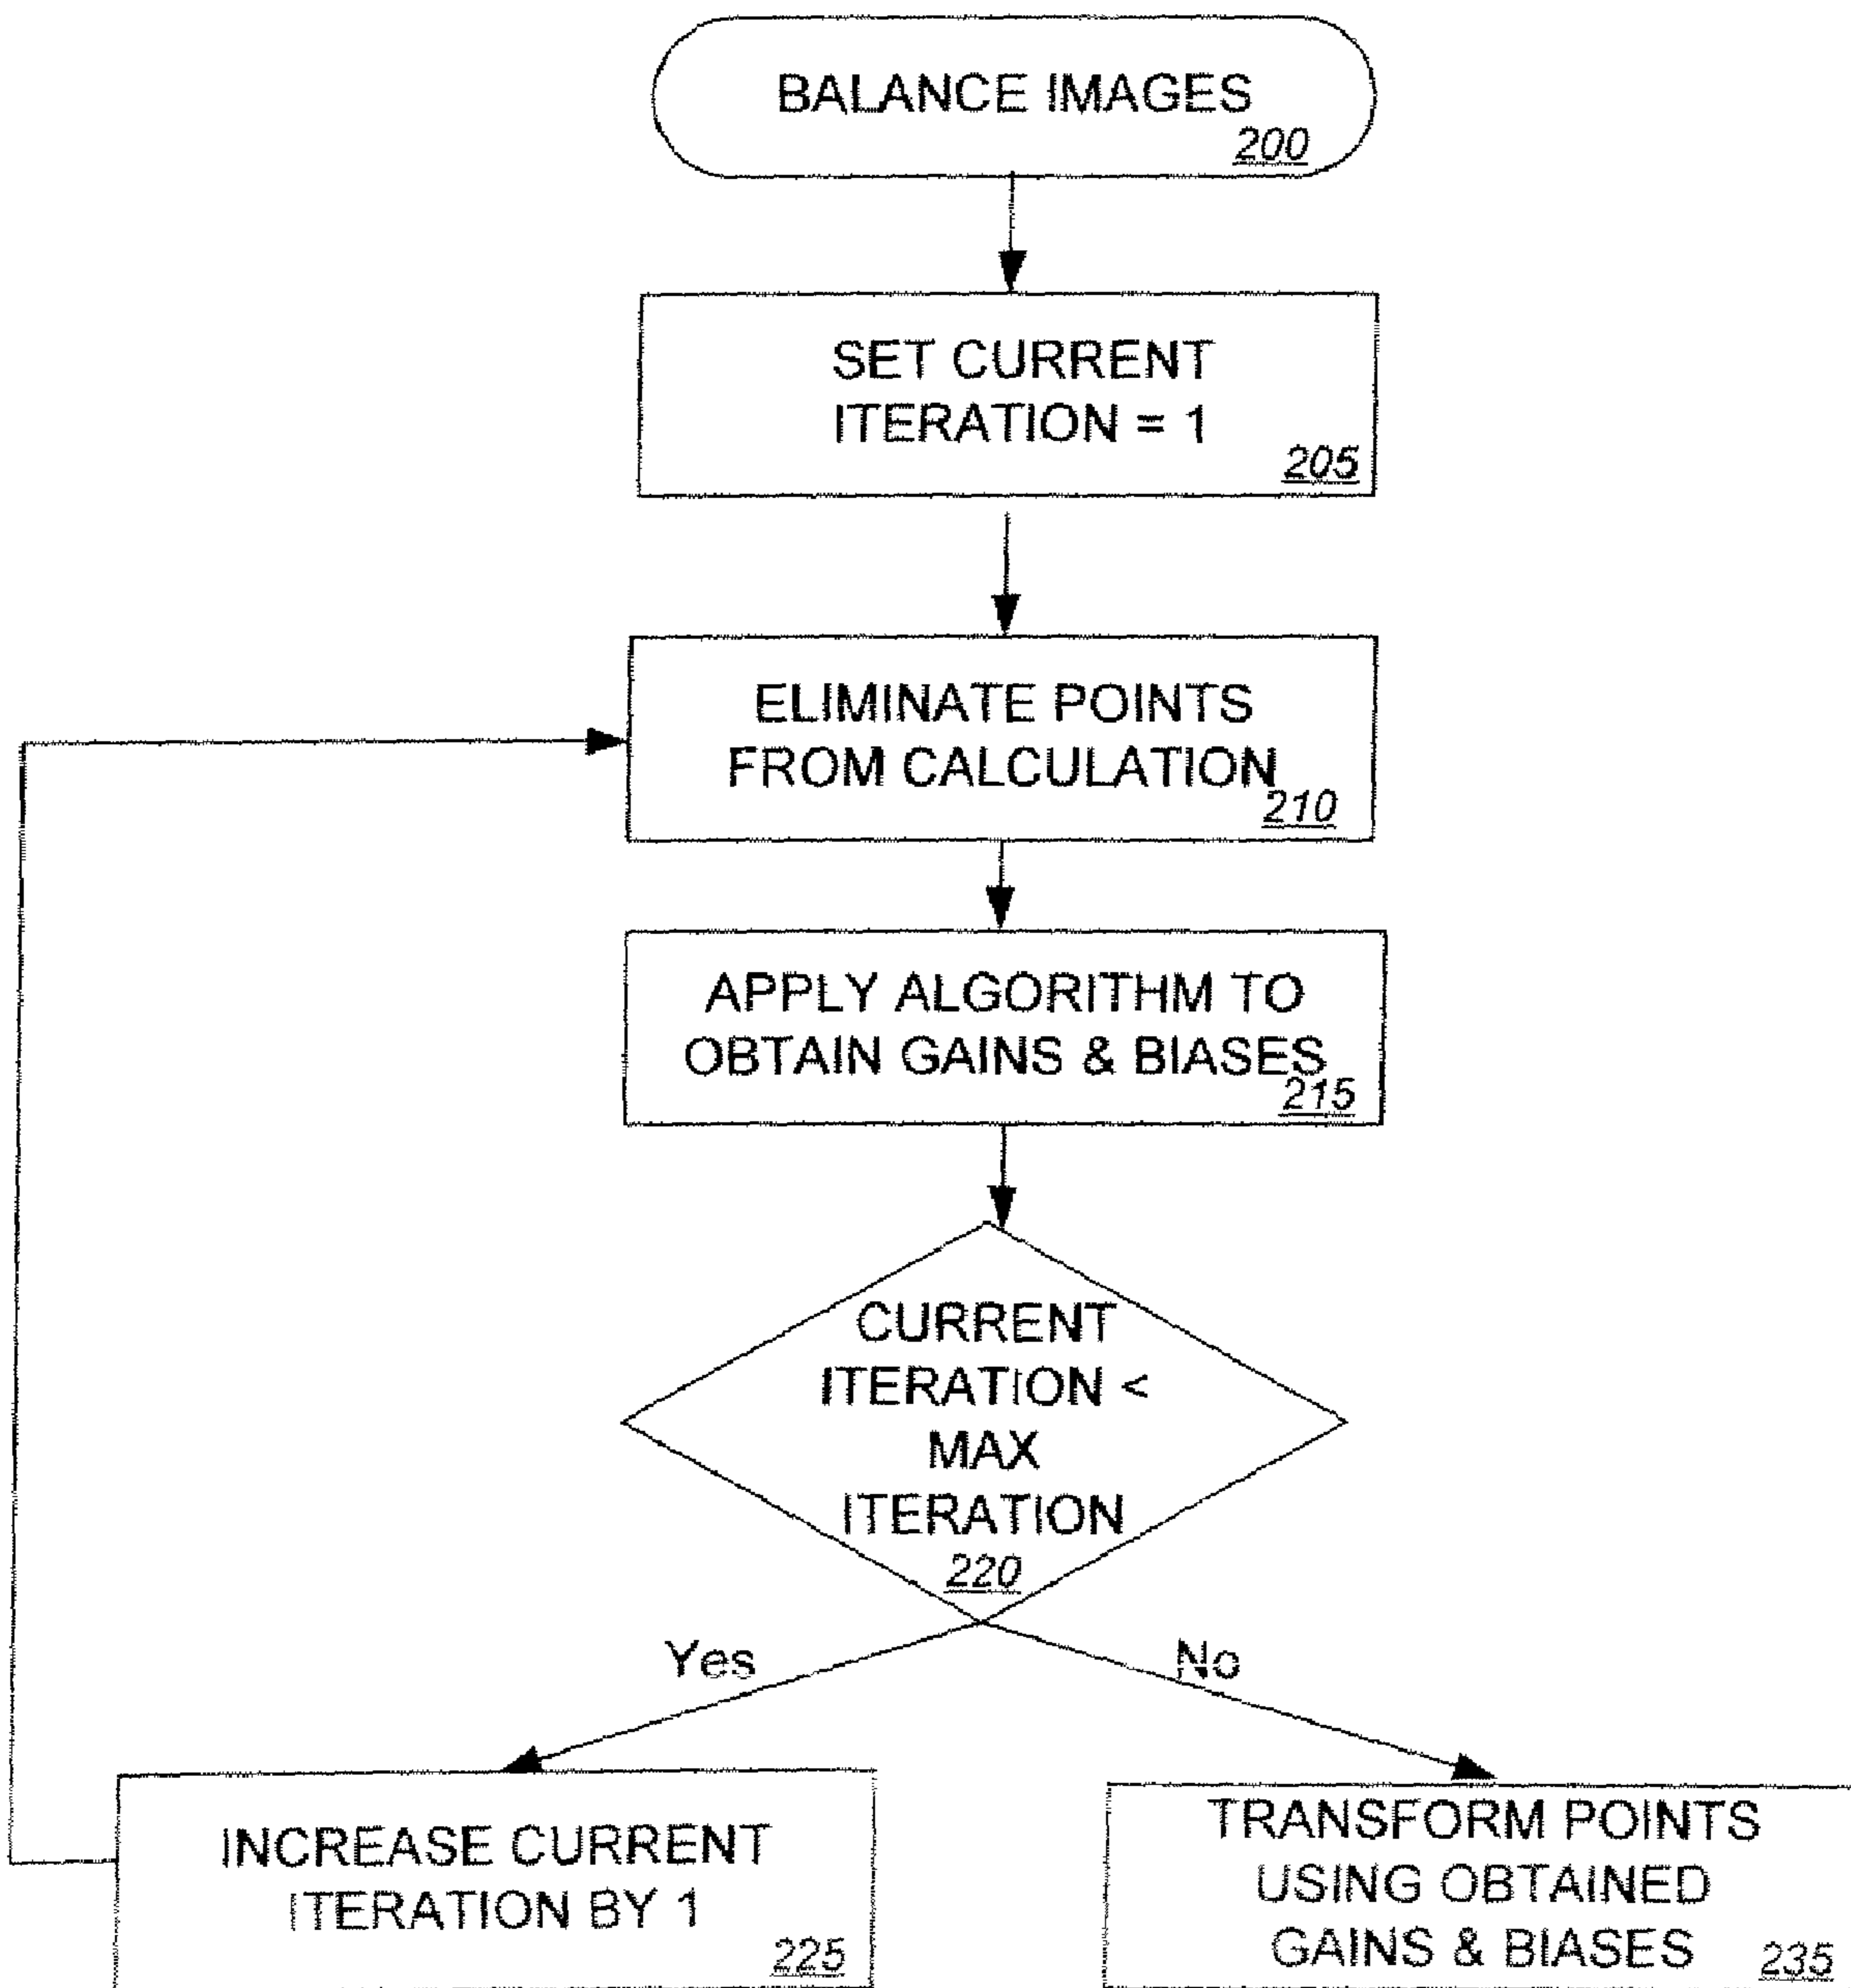 BALANCE IMAGES
200
SET CURRENT
ITERATION = 1
205
ELIMINATE POINTS
FROM CALCULATION
210
APPLY ALGORITHM TO
OBTAIN GAINS & BIASES
215
CURRENT
ITERATION <
MAX
ITERATION
220
Yes
No
INCREASE CURRENT
ITERATION BY 1
225
TRANSFORM POINTS
USING OBTAINED
GAINS & BIASES
235